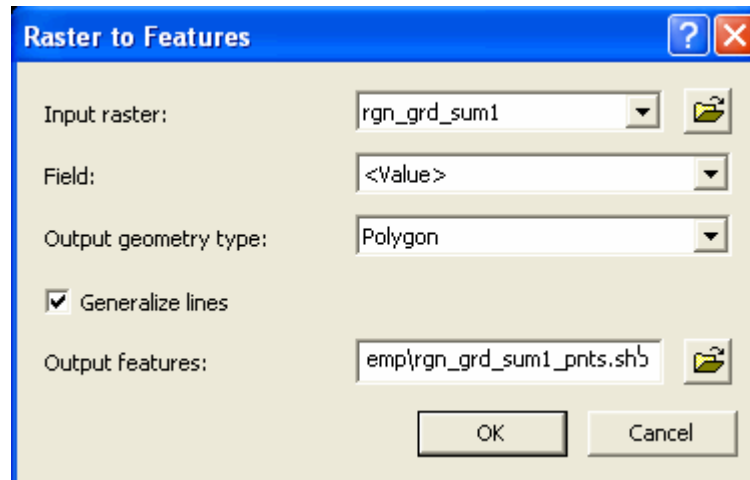 Raster to Features
Input raster: rgn_grd_sum1
Field: <Value>
Output geometry type: Polygon
Generalize lines
Output features: emp\rgn_grd_sum1_pnts.sh
OK Cancel